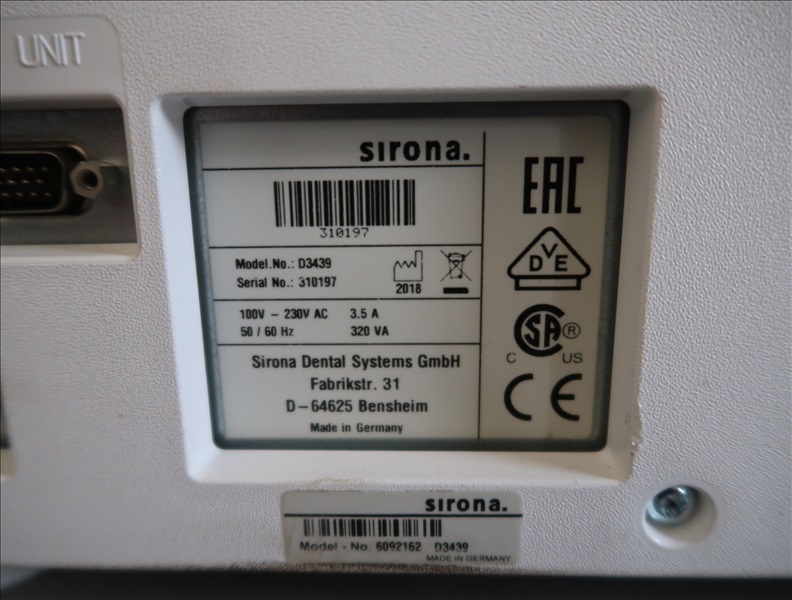 UNIT
sirona.
310197
Model.No.: D3439
Serial No.: 310197
2018
100V – 230V AC 3.5 A
50 / 60 Hz 320 VA
Sirona Dental Systems GmbH
Fabrikstr. 31
D–64625 Bensheim
Made in Germany
EAC
DVE
SA ®
C US
CE
sirona.
Model - No. 6092162 D3439
MADE IN GERMANY